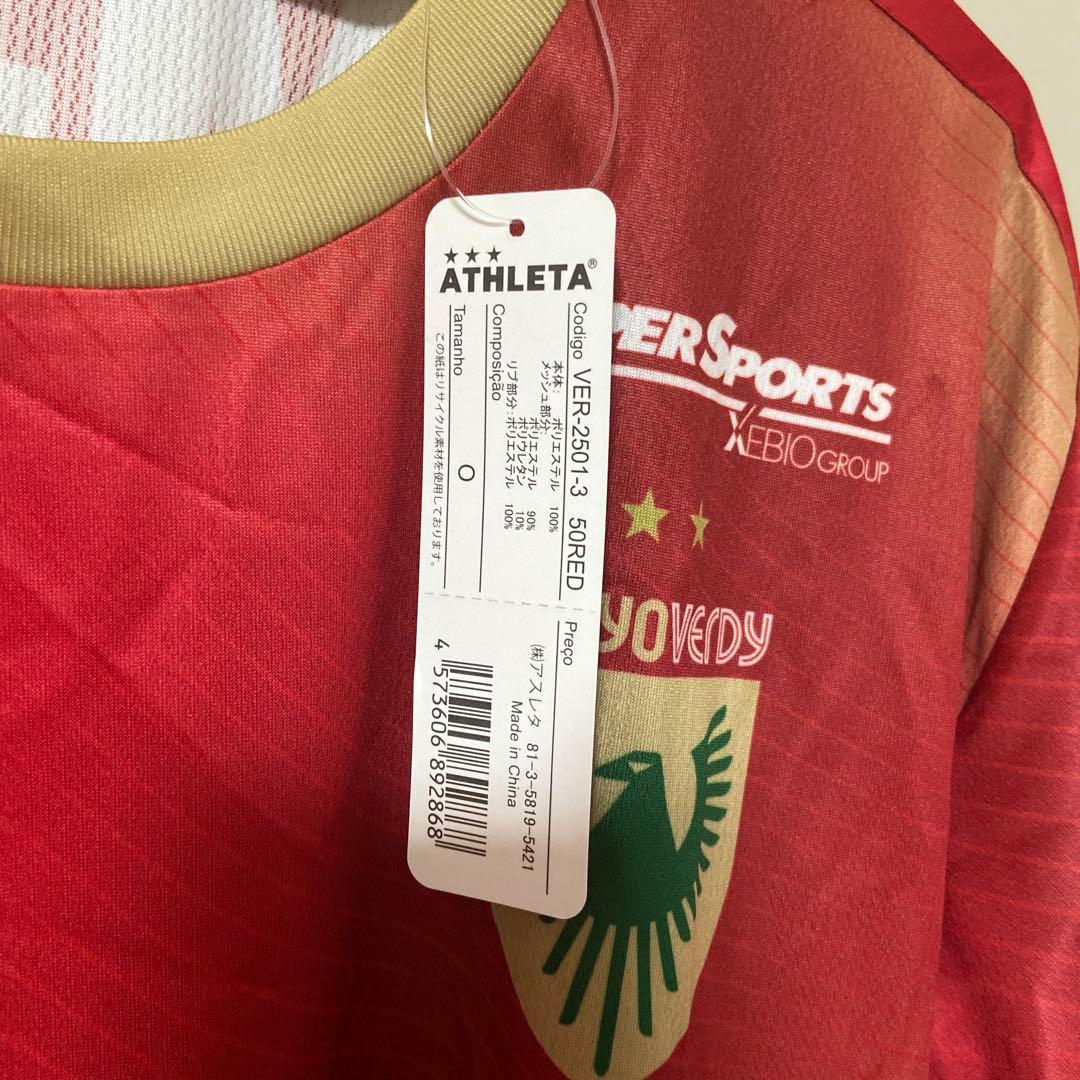 ★★★
ATHLETA®
Codigo VER-2501-3 50RED
本体: ポリエステル 100%
メッシュ部分:
ポリエステル 90%
ポリウレタン 10%
リブ部分:ポリエステル 100%
Composição
Tamanho O
この紙はリサイクル素材を使用しております。
Preço
(株)アスレタ 81-3-5819-5421
Made in China
4 573606 892868
PERSPORTS
XEBIO GROUP
YOVERDY